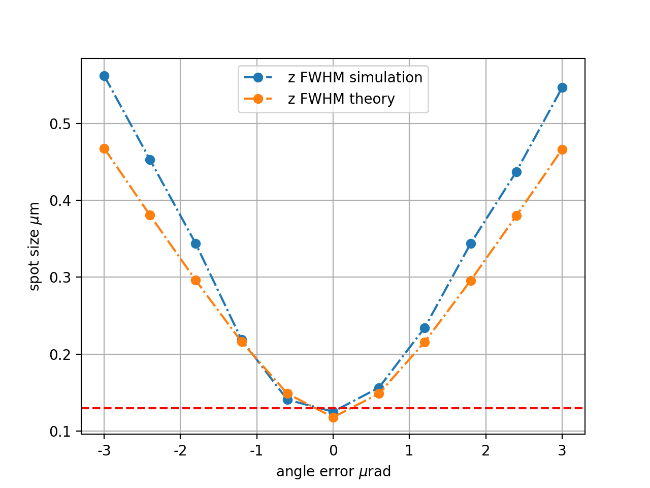 z FWHM simulation
z FWHM theory
0.5
0.4
0.3
0.2
0.1
spot size μm
-3 -2 -1 0 1 2 3
angle error μrad